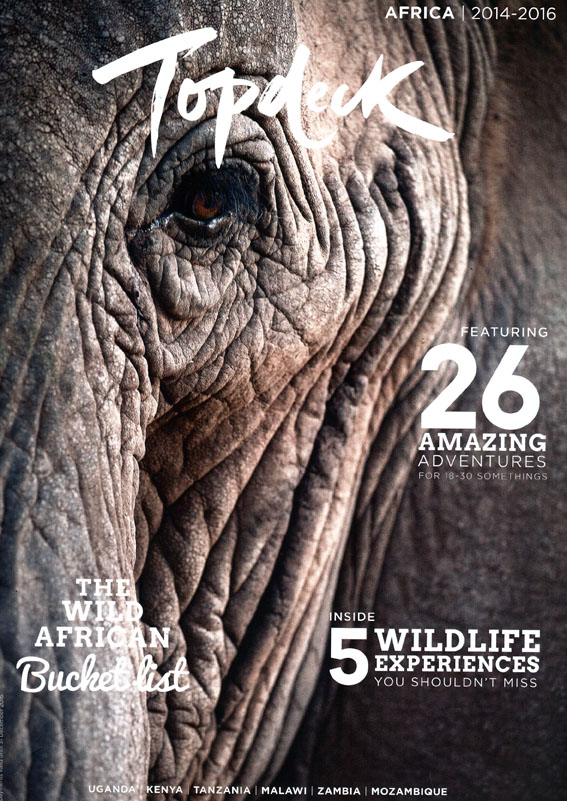 AFRICA | 2014-2016
Topdeck
FEATURING
26
AMAZING
ADVENTURES
FOR 18-30 SOMETHINGS
THE
WILD
AFRICAN
Bucket list
INSIDE
5 WILDLIFE
EXPERIENCES
YOU SHOULDN'T MISS
UGANDA | KENYA | TANZANIA | MALAWI | ZAMBIA | MOZAMBIQUE